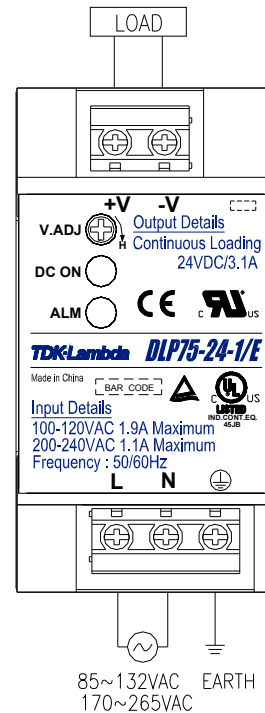 LOAD
+V -V
V.ADJ
H
Output Details
Continuous Loading
24VDC/3.1A
DC ON
ALM
CE
c RU US
TDK-Lambda DLP75-24-1/E
Made in China
BAR CODE
c UL US
LISTED
IND.CONT.EQ.
45JB
Input Details
100-120VAC 1.9A Maximum
200-240VAC 1.1A Maximum
Frequency : 50/60Hz
L N
85~132VAC EARTH
170~265VAC